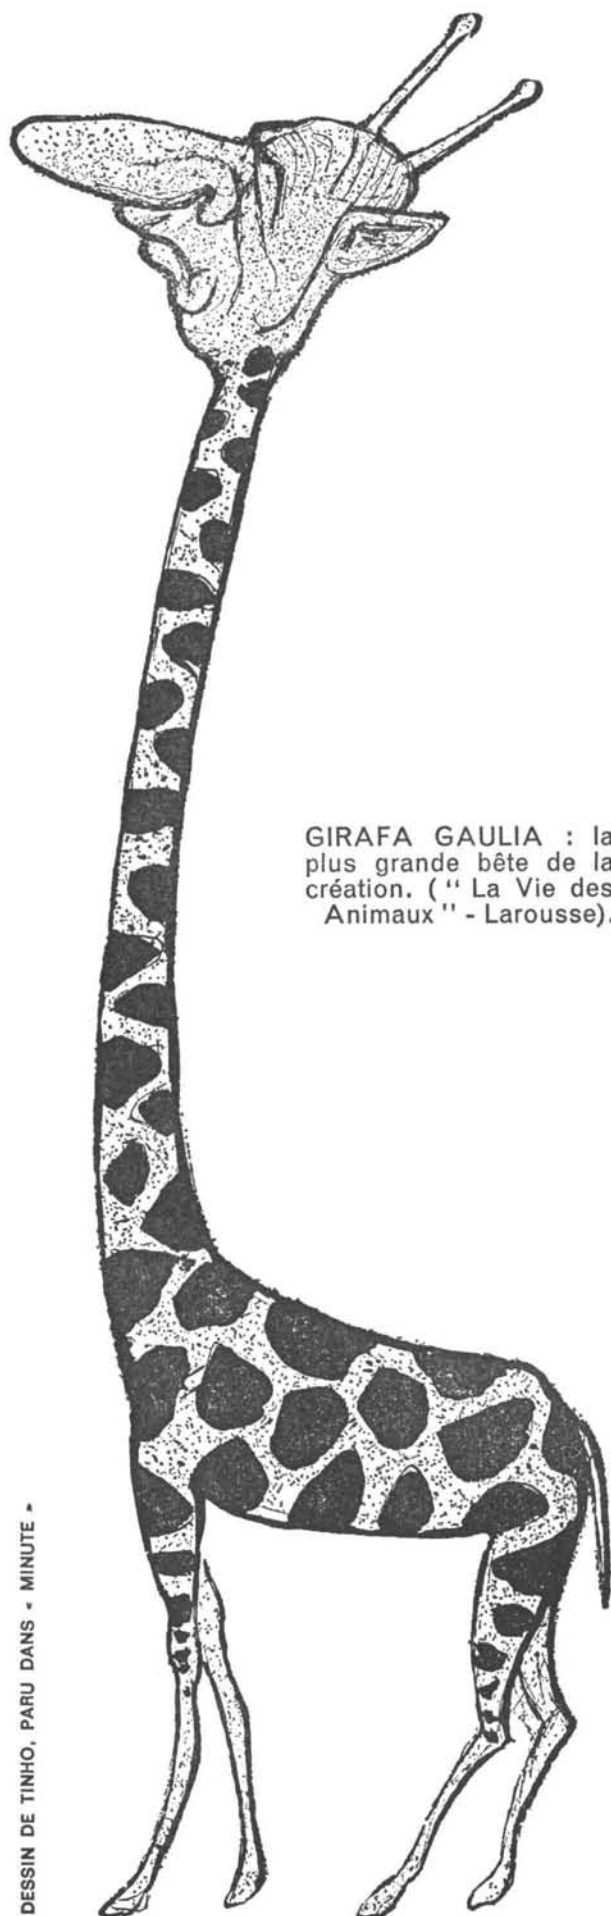 GIRAFA GAULIA : la
plus grande bête de la
création. (“ La Vie des
Animaux ” - Larousse).
DESSIN DE TINHO, PARU DANS « MINUTE »